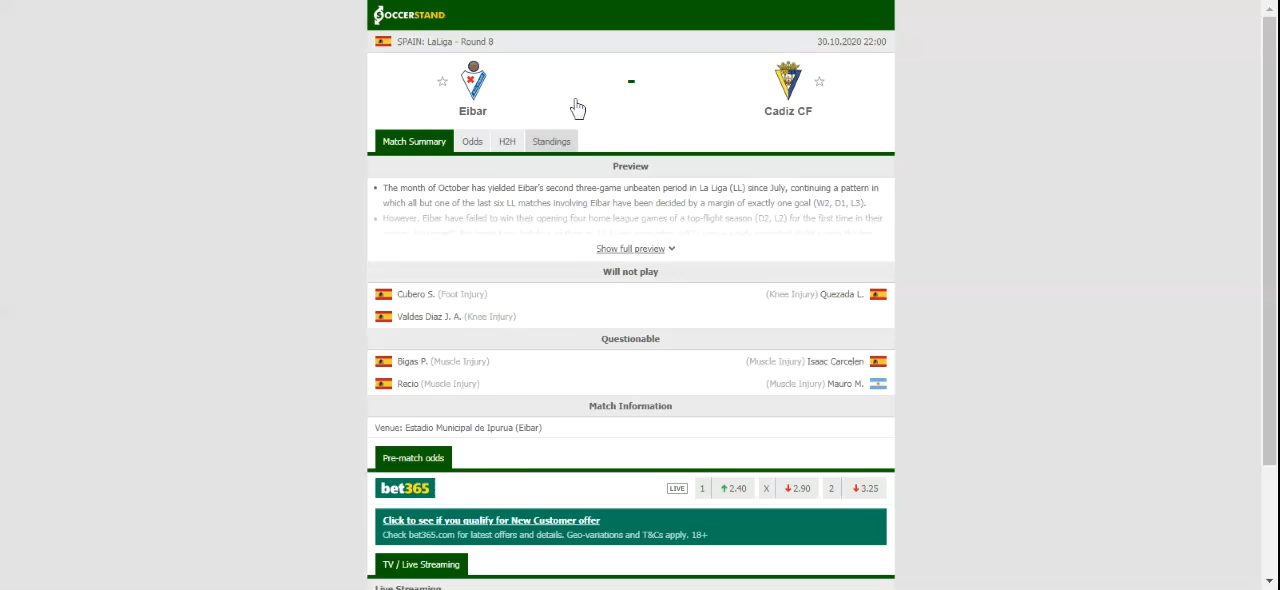 SOCCERSTAND
SPAIN: LaLiga - Round 8
30.10.2020 22:00
-
Eibar
Cadiz CF
Match Summary
Odds
H2H
Standings
Preview
• The month of October has yielded Eibar's second three-game unbeaten period in La Liga (LL) since July, continuing a pattern in
which all but one of the last six LL matches involving Eibar have been decided by a margin of exactly one goal (W2, D1, L3).
• However, Eibar have failed to win their opening four home league games of a top-flight season (D2, L2) for the first time in their
Show full preview
Will not play
Cubero S. (Foot Injury)
(Knee Injury) Quezada L.
Valdes Diaz J. A. (Knee Injury)
Questionable
Bigas P. (Muscle Injury)
(Muscle Injury) Isaac Carcelen
Recio (Muscle Injury)
(Muscle Injury) Mauro M.
Match Information
Venue: Estadio Municipal de Ipurua (Eibar)
Pre-match odds
bet365
LIVE
1 2.40
X 2.90
2 3.25
Click to see if you qualify for New Customer offer
Check bet365.com for latest offers and details. Geo-variations and T&Cs apply. 18+
TV / Live Streaming
Live Streaming